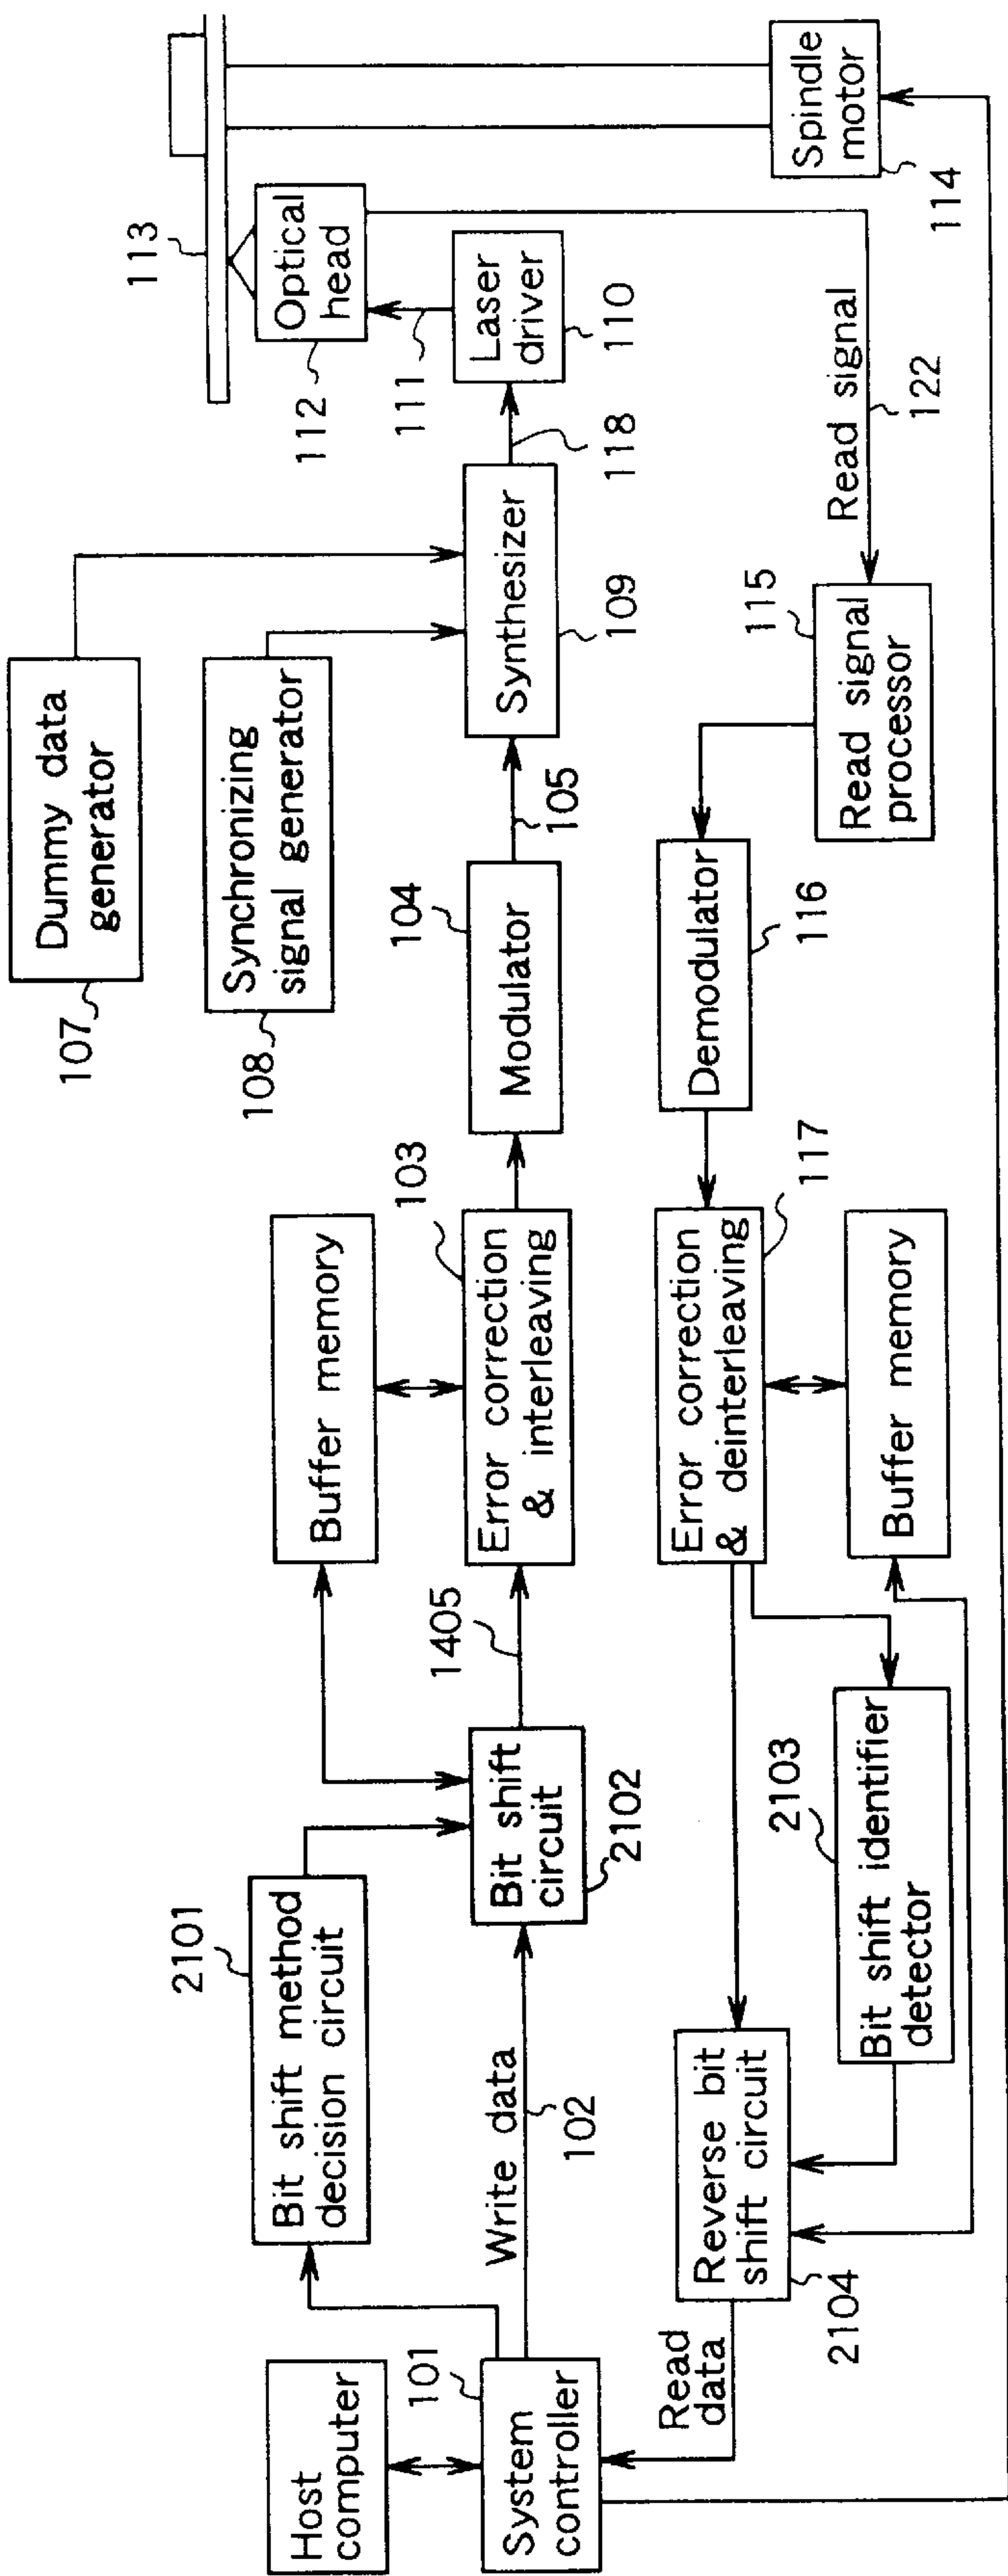 Dummy data
generator
107
Synchronizing
signal generator
108
113
Optical
head
112
111
Laser
driver
110
118
Spindle
motor
114
Synthesizer
109
105
Modulator
104
Buffer memory
Error correction
& interleaving
103
1405
Bit shift method
decision circuit
2101
Bit shift
circuit
2102
Write data
102
Host
computer
System
controller
101
Read signal
122
Read signal
processor
115
Demodulator
116
Error correction
& deinterleaving
117
Buffer memory
Bit shift identifier
detector
2103
Reverse bit
shift circuit
2104
Read
data